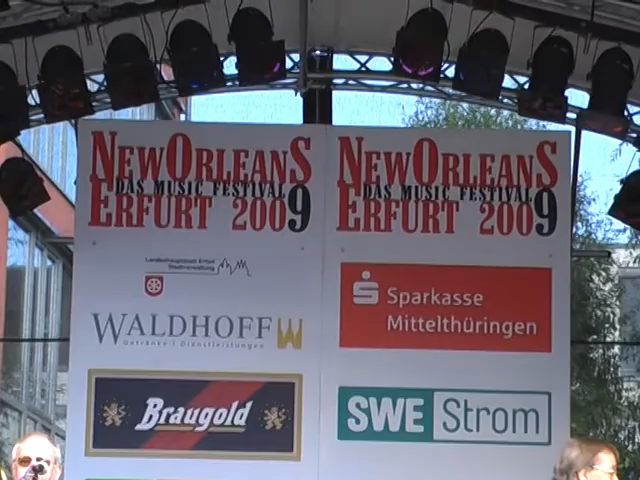 NEWORLEANS
DAS MUSIC FESTIVAL
ERFURT 2009
Landeshauptstadt Erfurt
Stadtverwaltung
WALDHOFF
Getränke & Dienstleistungen
Braugold
NEWORLEANS
DAS MUSIC FESTIVAL
ERFURT 2009
Sparkasse
Mittelthüringen
SWE Strom